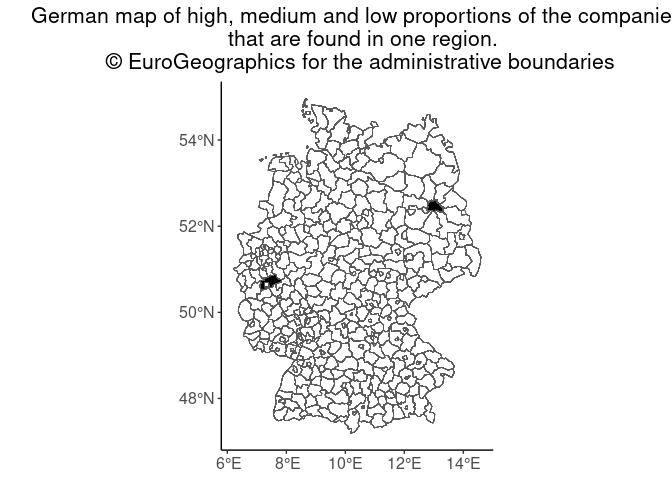 German map of high, medium and low proportions of the companie
that are found in one region.
© EuroGeographics for the administrative boundaries
54°N
52°N
50°N
48°N
6°E 8°E 10°E 12°E 14°E